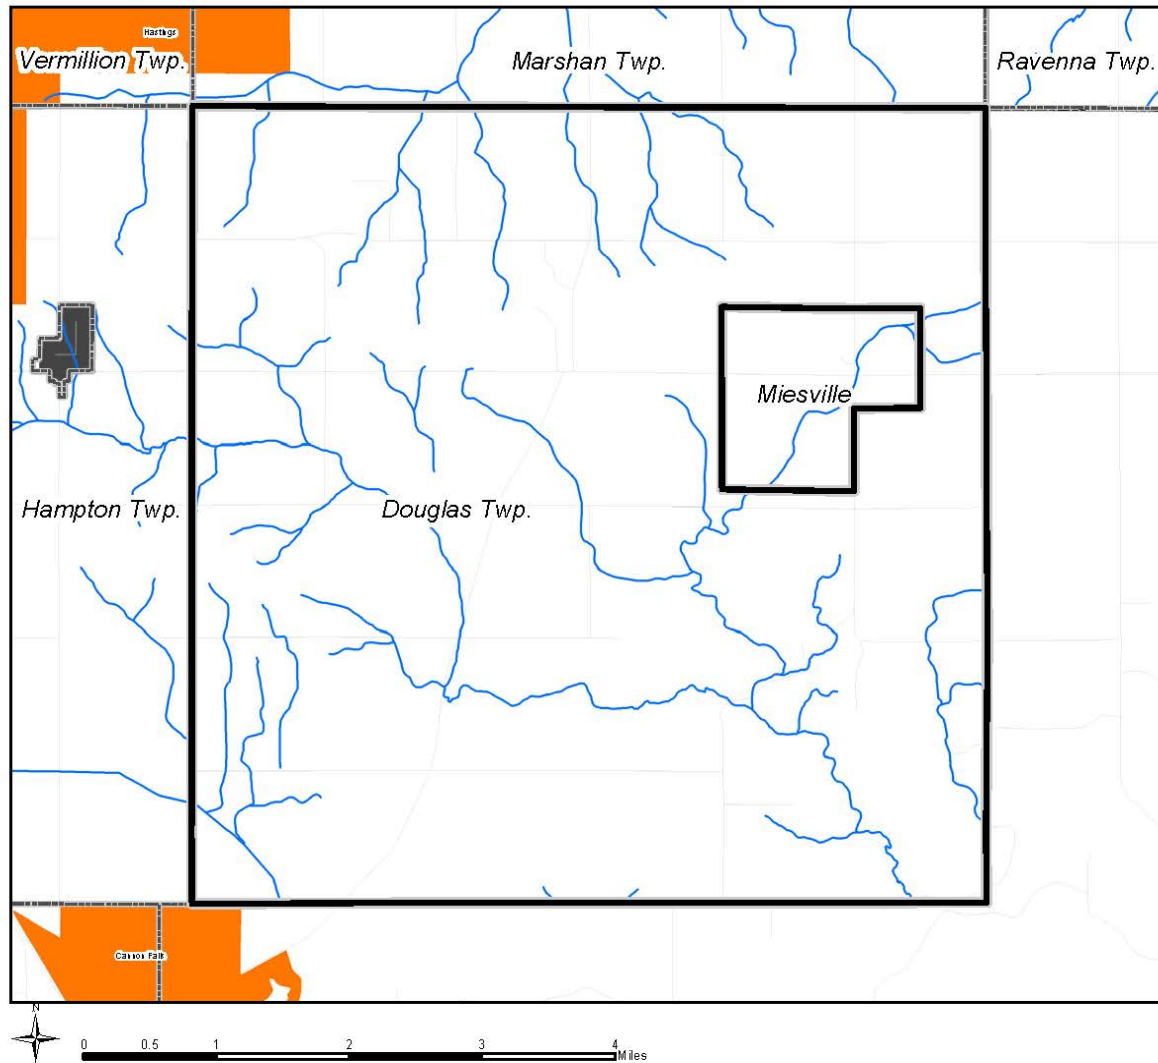 Hastings
Vermillion Twp.
Marshan Twp.
Ravenna Twp.
Miesville
Hampton Twp.
Douglas Twp.
Cannon Falls
N
0 0.5 1 2 3 4
Miles